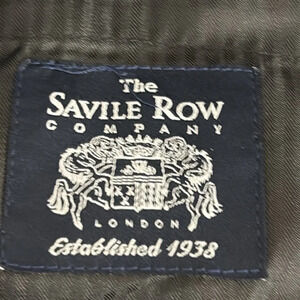 The
SAVILE ROW
COMPANY
LONDON
Established 1938